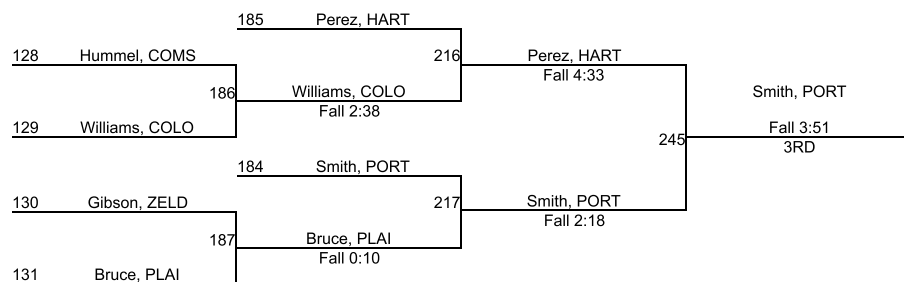 185 Perez, HART
128 Hummel, COMS
216 Perez, HART
Fall 4:33
186 Williams, COLO
Fall 2:38
Smith, PORT
129 Williams, COLO
245 Fall 3:51
3RD
184 Smith, PORT
130 Gibson, ZELD
217 Smith, PORT
Fall 2:18
187 Bruce, PLAI
Fall 0:10
131 Bruce, PLAI